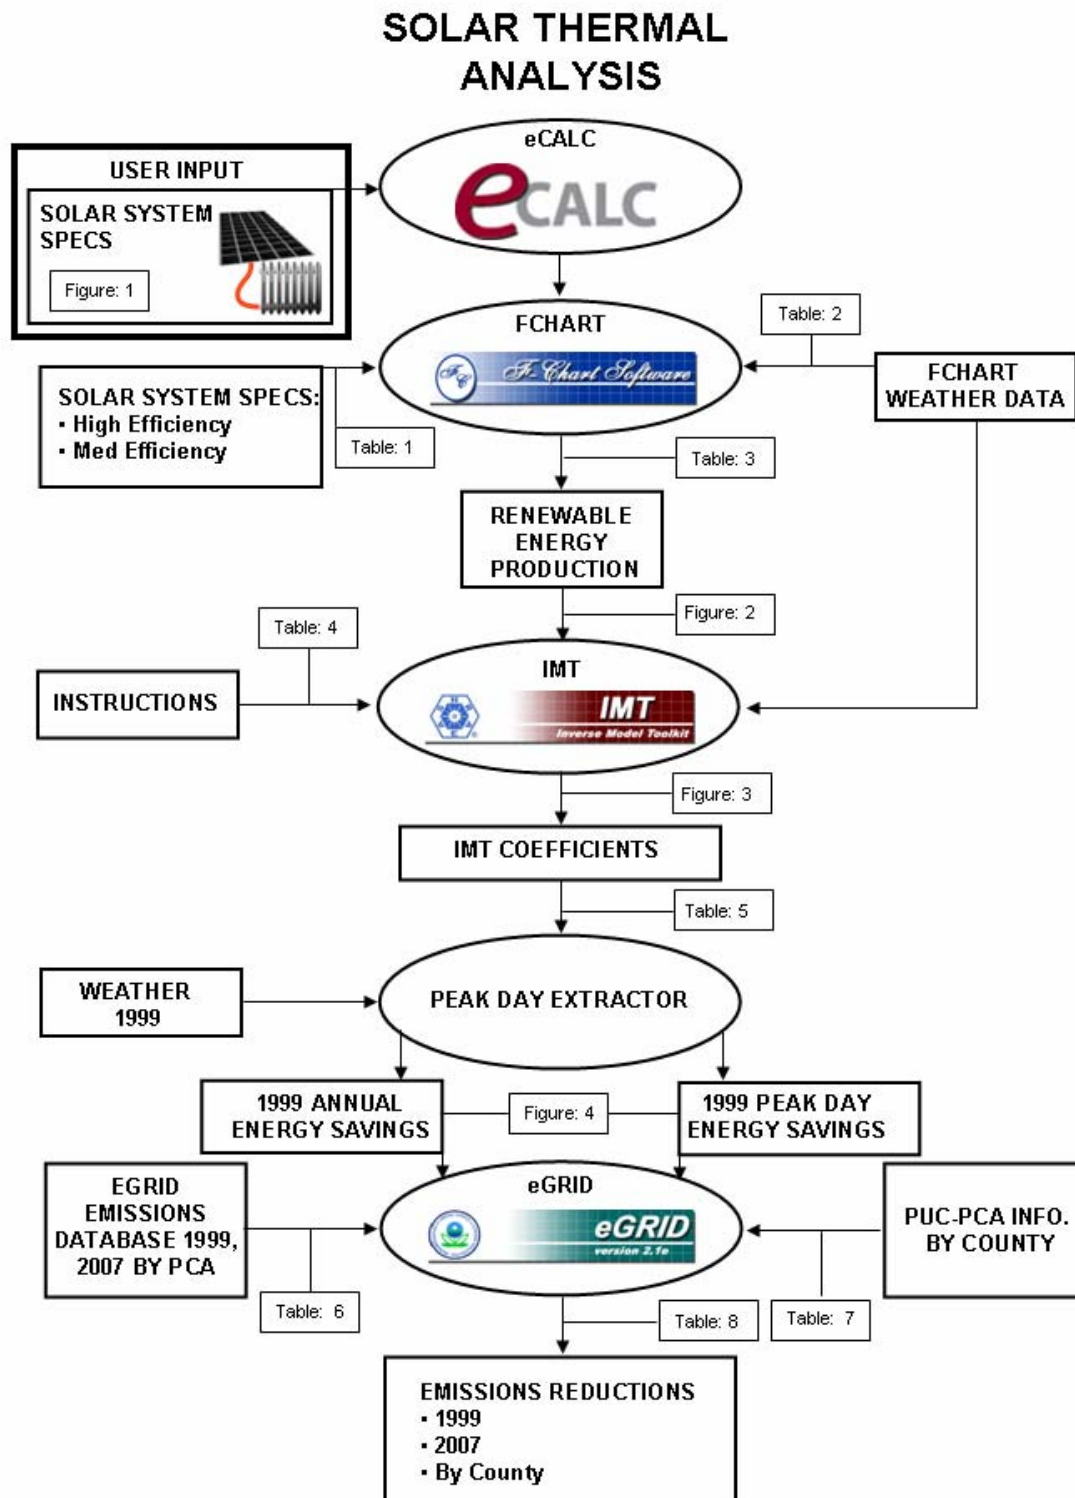 SOLAR THERMAL
ANALYSIS
eCALC
eCALC
USER INPUT
SOLAR SYSTEM
SPECS
Figure: 1
FCHART
F-Chart Software
Table: 2
FCHART
WEATHER DATA
SOLAR SYSTEM SPECS:
▪ High Efficiency
▪ Med Efficiency
Table: 1
Table: 3
RENEWABLE
ENERGY
PRODUCTION
Figure: 2
Table: 4
INSTRUCTIONS
IMT
IMT
Inverse Model Toolkit
Figure: 3
IMT COEFFICIENTS
Table: 5
WEATHER
1999
PEAK DAY EXTRACTOR
1999 ANNUAL
ENERGY SAVINGS
Figure: 4
1999 PEAK DAY
ENERGY SAVINGS
EGRID
EMISSIONS
DATABASE 1999,
2007 BY PCA
eGRID
eGRID
version 2.1e
PUC-PCA INFO.
BY COUNTY
Table: 6
Table: 8
Table: 7
EMISSIONS REDUCTIONS
▪ 1999
▪ 2007
▪ By County